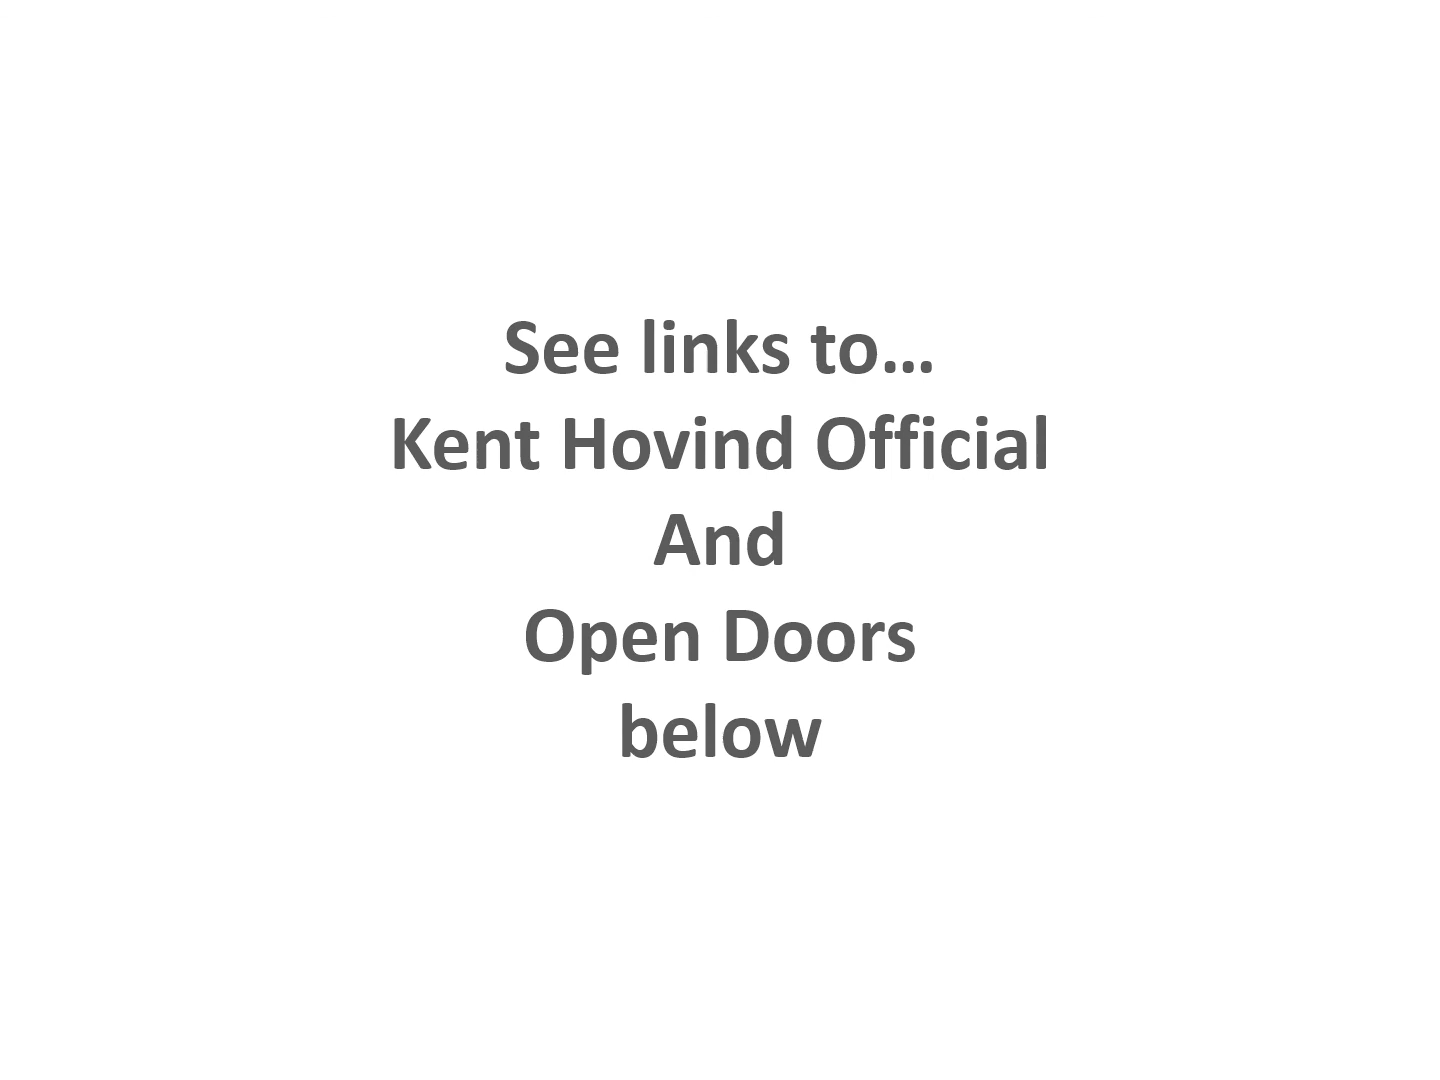 See links to…
Kent Hovind Official
And
Open Doors
below